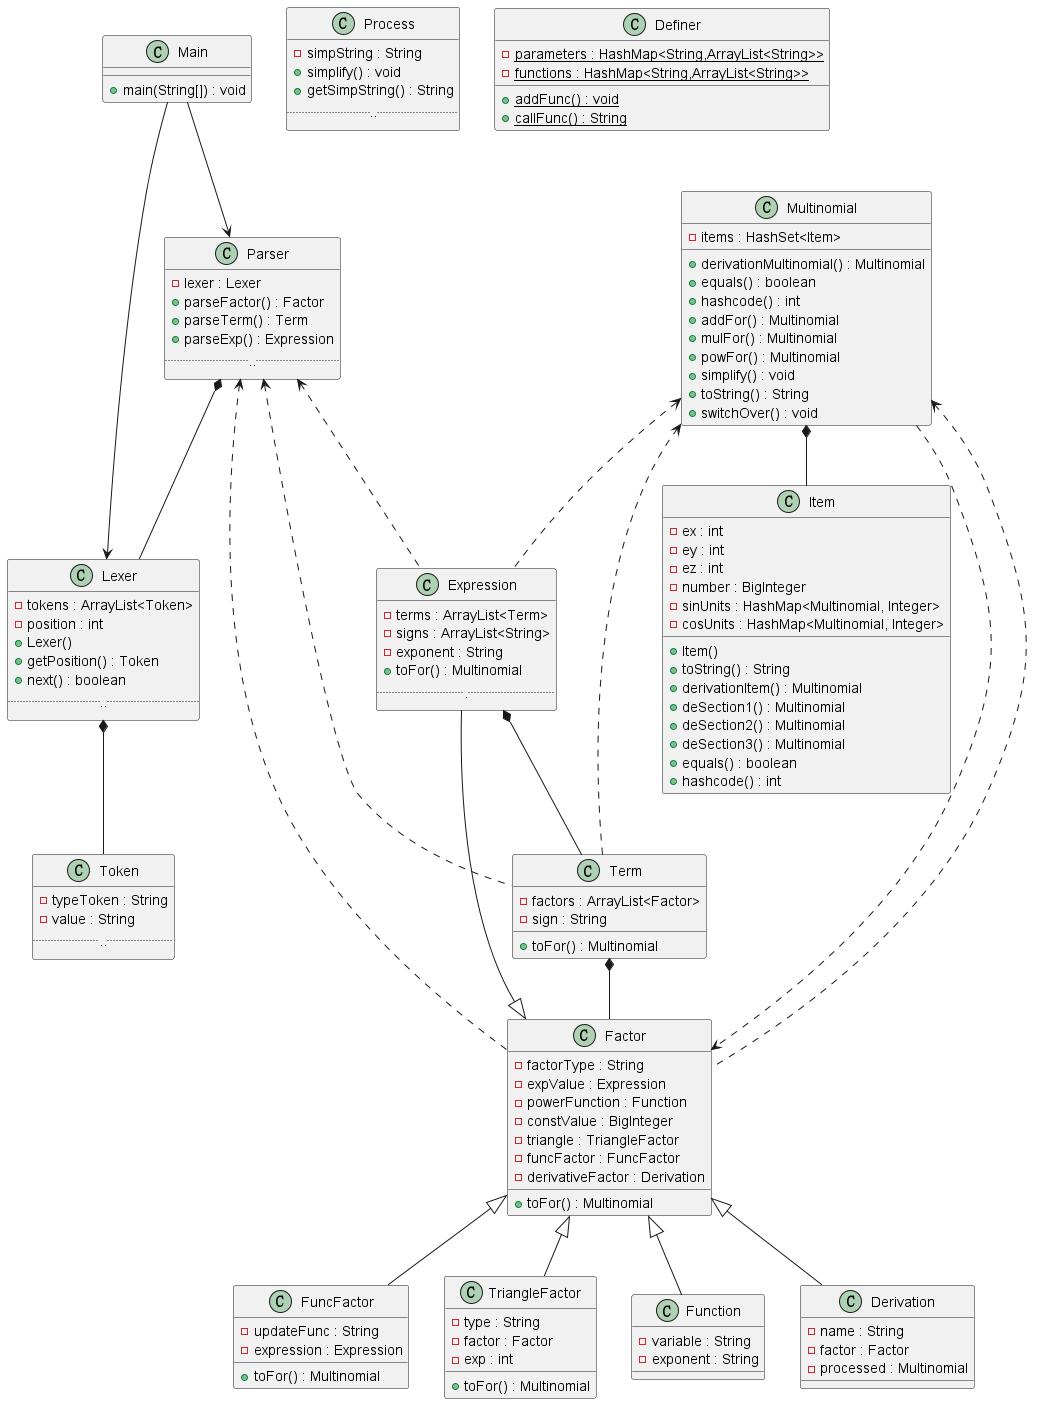 C Main
main(String[]) : void
C Process
simpString : String
simplify() : void
getSimpString() : String
..
C Definer
parameters : HashMap<String,ArrayList<String>>
functions : HashMap<String,ArrayList<String>>
addFunc() : void
callFunc() : String
C Parser
lexer : Lexer
parseFactor() : Factor
parseTerm() : Term
parseExp() : Expression
..
C Multinomial
items : HashSet<Item>
derivationMultinomial() : Multinomial
equals() : boolean
hashcode() : int
addFor() : Multinomial
mulFor() : Multinomial
powFor() : Multinomial
simplify() : void
toString() : String
switchOver() : void
C Lexer
tokens : ArrayList<Token>
position : int
Lexer()
getPosition() : Token
next() : boolean
..
C Expression
terms : ArrayList<Term>
signs : ArrayList<String>
exponent : String
toFor() : Multinomial
.
C Item
ex : int
ey : int
ez : int
number : BigInteger
sinUnits : HashMap<Multinomial, Integer>
cosUnits : HashMap<Multinomial, Integer>
Item()
toString() : String
derivationItem() : Multinomial
deSection1() : Multinomial
deSection2() : Multinomial
deSection3() : Multinomial
equals() : boolean
hashcode() : int
C Token
typeToken : String
value : String
..
C Term
factors : ArrayList<Factor>
sign : String
toFor() : Multinomial
C Factor
factorType : String
expValue : Expression
powerFunction : Function
constValue : BigInteger
triangle : TriangleFactor
funcFactor : FuncFactor
derivativeFactor : Derivation
toFor() : Multinomial
C FuncFactor
updateFunc : String
expression : Expression
toFor() : Multinomial
C TriangleFactor
type : String
factor : Factor
exp : int
toFor() : Multinomial
C Function
variable : String
exponent : String
C Derivation
name : String
factor : Factor
processed : Multinomial